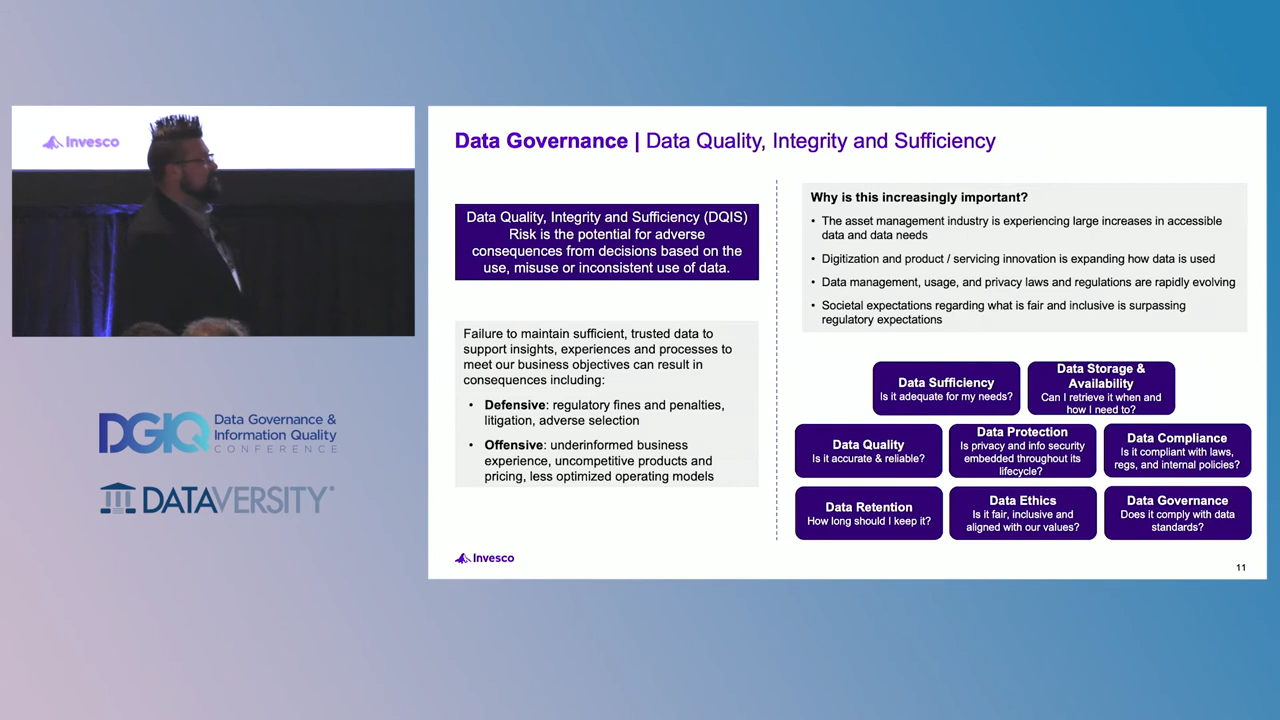 Invesco
DGIQ
Data Governance &
Information Quality
CONFERENCE
DATAVERSITY
Data Governance | Data Quality, Integrity and Sufficiency
Data Quality, Integrity and Sufficiency (DQIS)
Risk is the potential for adverse
consequences from decisions based on the
use, misuse or inconsistent use of data.
Failure to maintain sufficient, trusted data to
support insights, experiences and processes to
meet our business objectives can result in
consequences including:
• Defensive: regulatory fines and penalties,
litigation, adverse selection
• Offensive: underinformed business
experience, uncompetitive products and
pricing, less optimized operating models
Why is this increasingly important?
• The asset management industry is experiencing large increases in accessible
data and data needs
• Digitization and product / servicing innovation is expanding how data is used
• Data management, usage, and privacy laws and regulations are rapidly evolving
• Societal expectations regarding what is fair and inclusive is surpassing
regulatory expectations
Data Sufficiency
Is it adequate for my needs?
Data Storage &
Availability
Can I retrieve it when and
how I need to?
Data Quality
Is it accurate & reliable?
Data Protection
Is privacy and info security
embedded throughout its
lifecycle?
Data Compliance
Is it compliant with laws,
regs, and internal policies?
Data Retention
How long should I keep it?
Data Ethics
Is it fair, inclusive and
aligned with our values?
Data Governance
Does it comply with data
standards?
Invesco
11